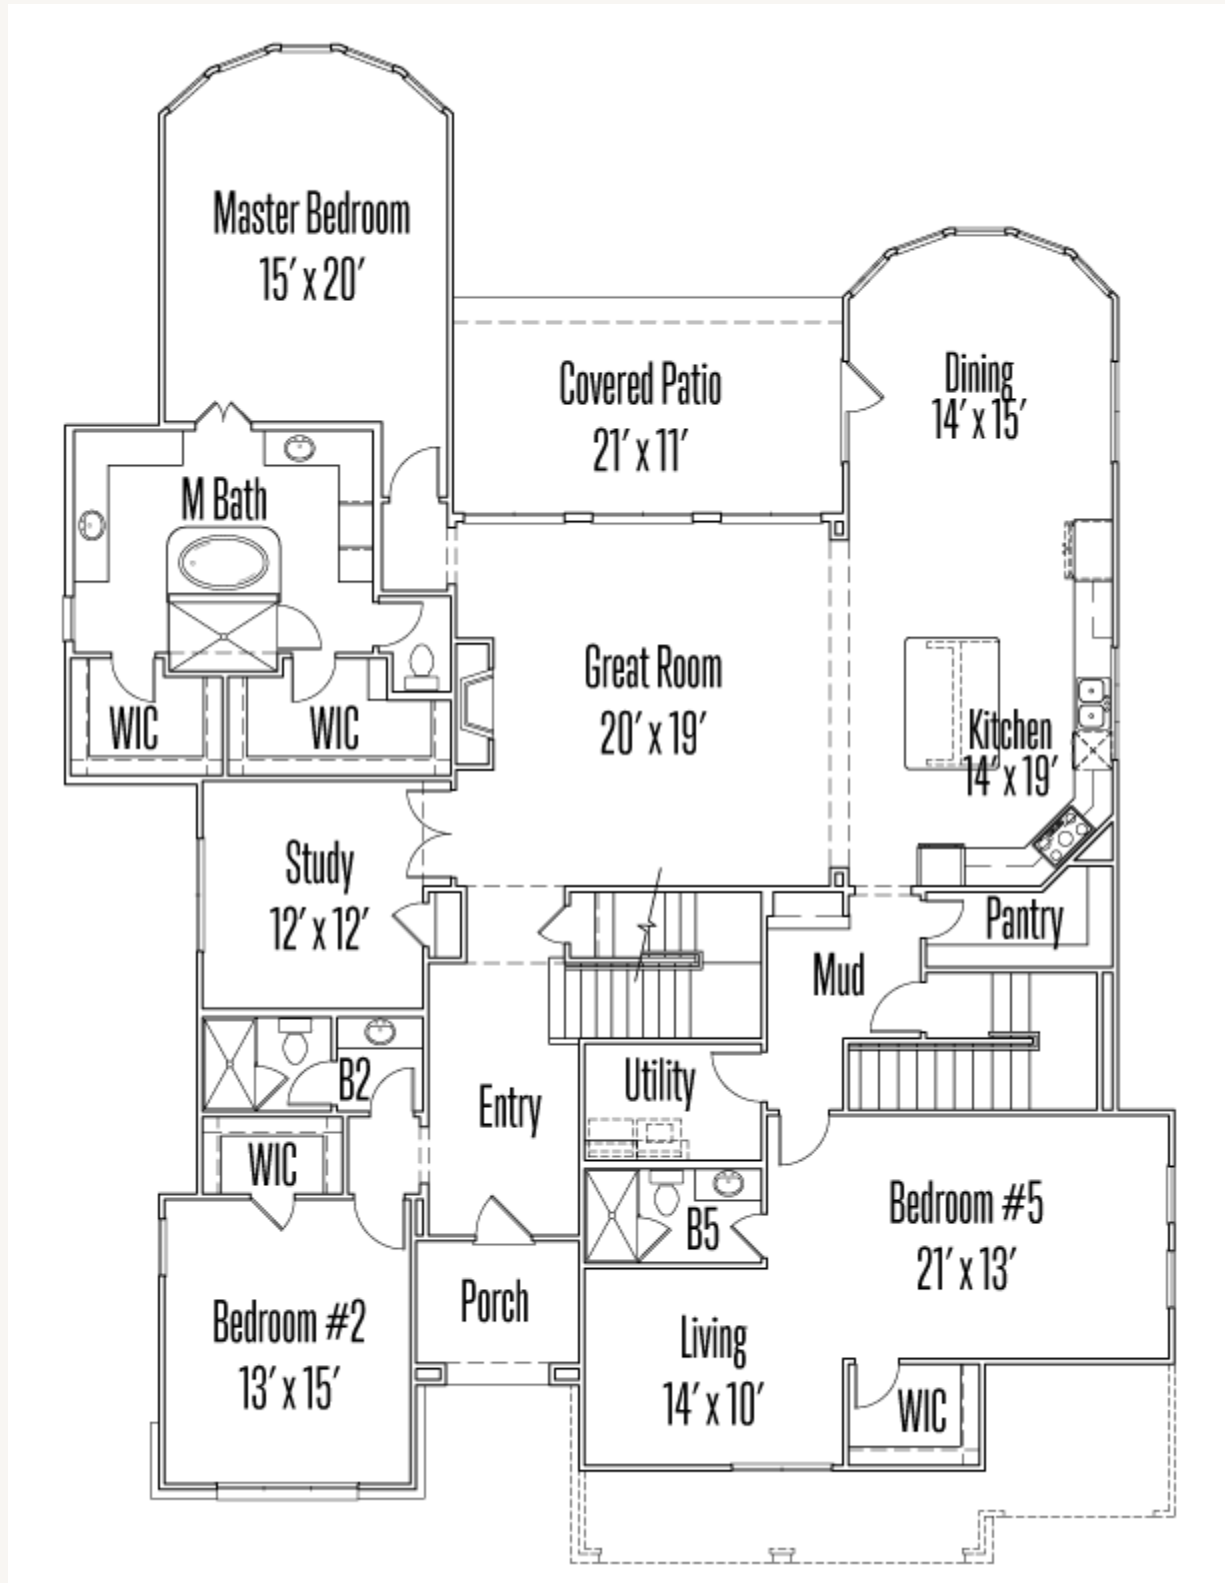 Master Bedroom
15' x 20'
Covered Patio
21' x 11'
Dining
14' x 15'
M Bath
Great Room
20' x 19'
WIC
WIC
Kitchen
14' x 19'
Study
12' x 12'
Pantry
Mud
B2
Utility
Entry
WIC
B5
Bedroom #5
21' x 13'
Porch
Bedroom #2
13' x 15'
Living
14' x 10'
WIC